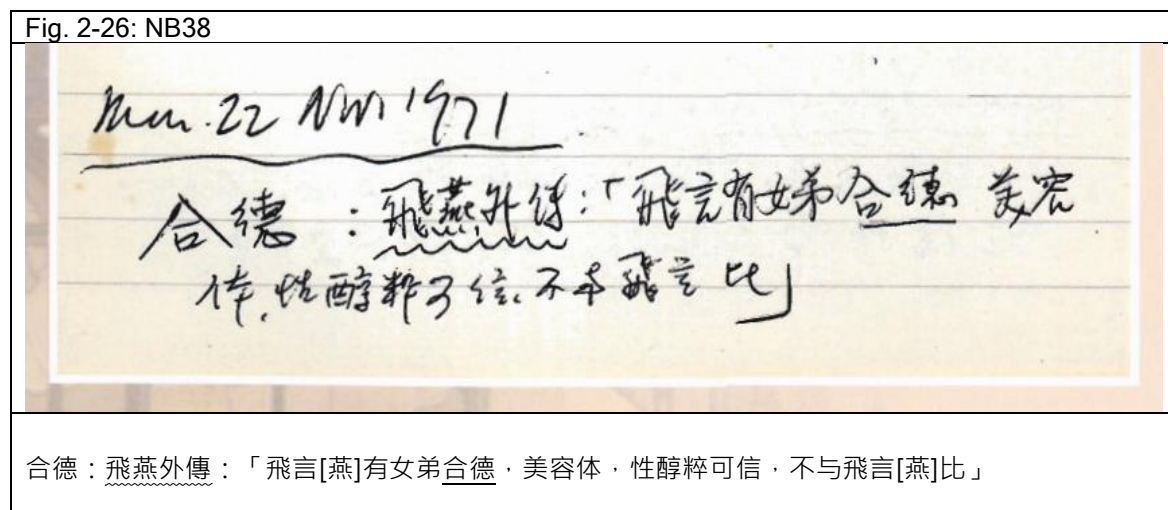 Fig. 2-26: NB38
Mon. 22 Nov 1971
合德：飛燕外傳：「飛言有女弟合德 美容
体，性醇粹可信，不与飛言比」
合德：飛燕外傳：「飛言[燕]有女弟合德，美容体，性醇粹可信，不与飛言[燕]比」